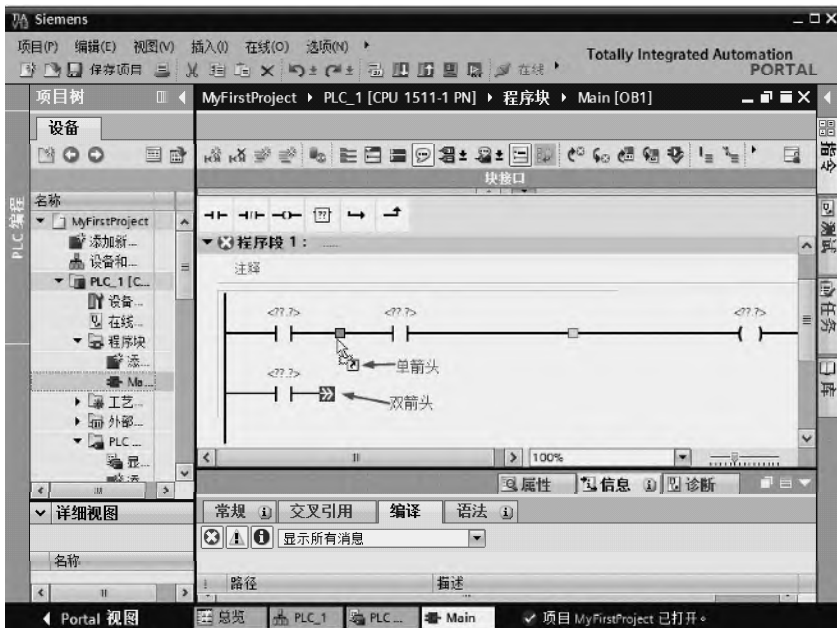 Siemens
项目(P) 编辑(E) 视图(V) 插入(I) 在线(O) 选项(N)
Totally Integrated Automation
PORTAL
保存项目
在线
项目树
MyFirstProject PLC_1 [CPU 1511-1 PN] 程序块 Main [OB1]
设备
块接口
名称
MyFirstProject
添加新...
设备和...
PLC_1 [C...
设备...
在线...
程序块
添...
Ma...
工艺...
外部...
PLC ...
显...
程序段 1： ......
注释
<??.?> <??.?> <??.?>
单箭头
<??.?>
双箭头
100%
属性 信息 诊断
详细视图
名称
常规 交叉引用 编译 语法
显示所有消息
! 路径 描述
Portal 视图 总览 PLC_1 PLC ... Main 项目 MyFirstProject 已打开。
PLC 编程
指令
测试
任务
库